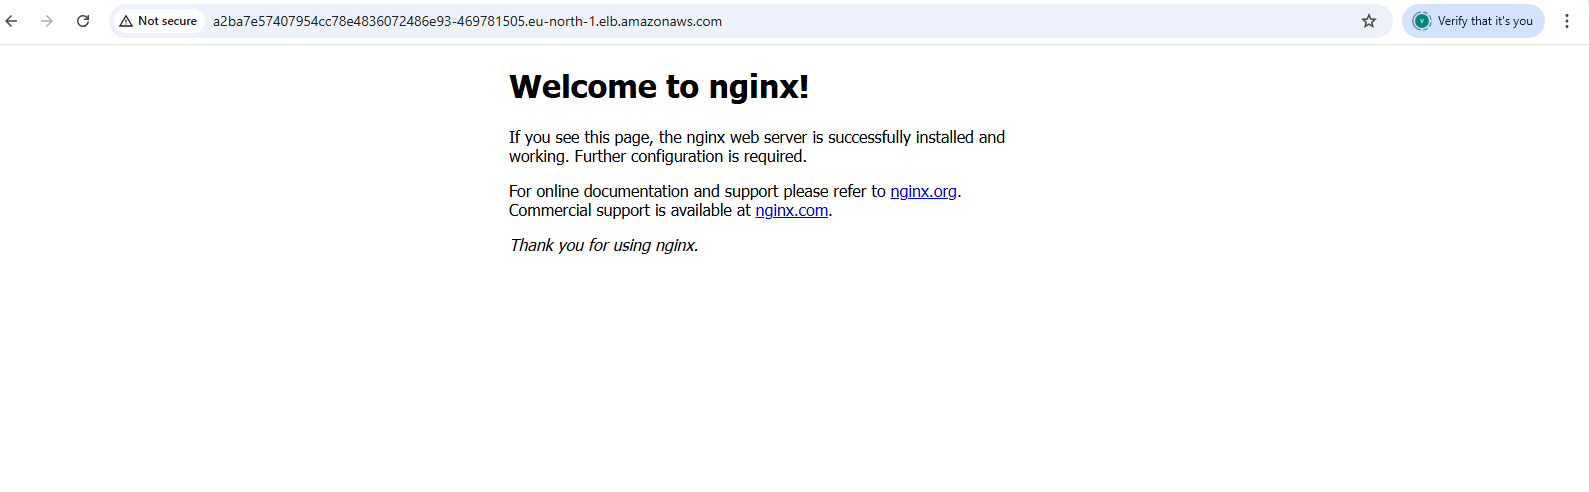 Not secure
a2ba7e57407954cc78e4836072486e93-469781505.eu-north-1.elb.amazonaws.com
Verify that it's you
Welcome to nginx!
If you see this page, the nginx web server is successfully installed and
working. Further configuration is required.
For online documentation and support please refer to nginx.org.
Commercial support is available at nginx.com.
Thank you for using nginx.